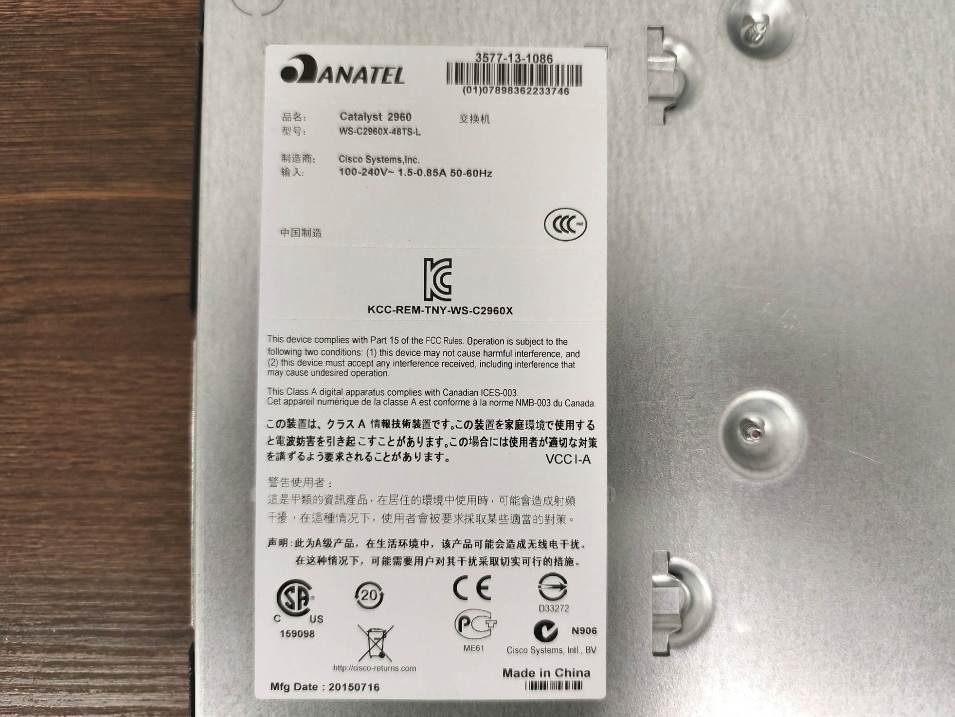 ANATEL
3577-13-1086
(01)07898362233746
品名: Catalyst 2960 交换机
型号: WS-C2960X-48TS-L
制造商: Cisco Systems,Inc.
输入: 100-240V~ 1.5-0.85A 50-60Hz
中国制造
CCC
KCC-REM-TNY-WS-C2960X
This device complies with Part 15 of the FCC Rules. Operation is subject to the
following two conditions: (1) this device may not cause harmful interference, and
(2) this device must accept any interference received, including interference that
may cause undesired operation.
This Class A digital apparatus complies with Canadian ICES-003.
Cet appareil numérique de la classe A est conforme à la norme NMB-003 du Canada.
この装置は、クラス A 情報技術装置です。この装置を家庭環境で使用する
と電波妨害を引き起こすことがあります。この場合には使用者が適切な対策
を講ずるよう要求されることがあります。 VCCI-A
警告使用者:
這是甲類的資訊產品，在居住的環境中使用時，可能會造成射頻
干擾，在這種情況下，使用者會被要求採取某些適當的對策。
声明:此为A级产品，在生活环境中，该产品可能会造成无线电干扰。
在这种情况下，可能需要用户对其干扰采取切实可行的措施。
SA
C US
159098
20
CE
D33272
ME61
N906
Cisco Systems, Intl., BV
http://cisco-returns.com
Made in China
Mfg Date : 20150716